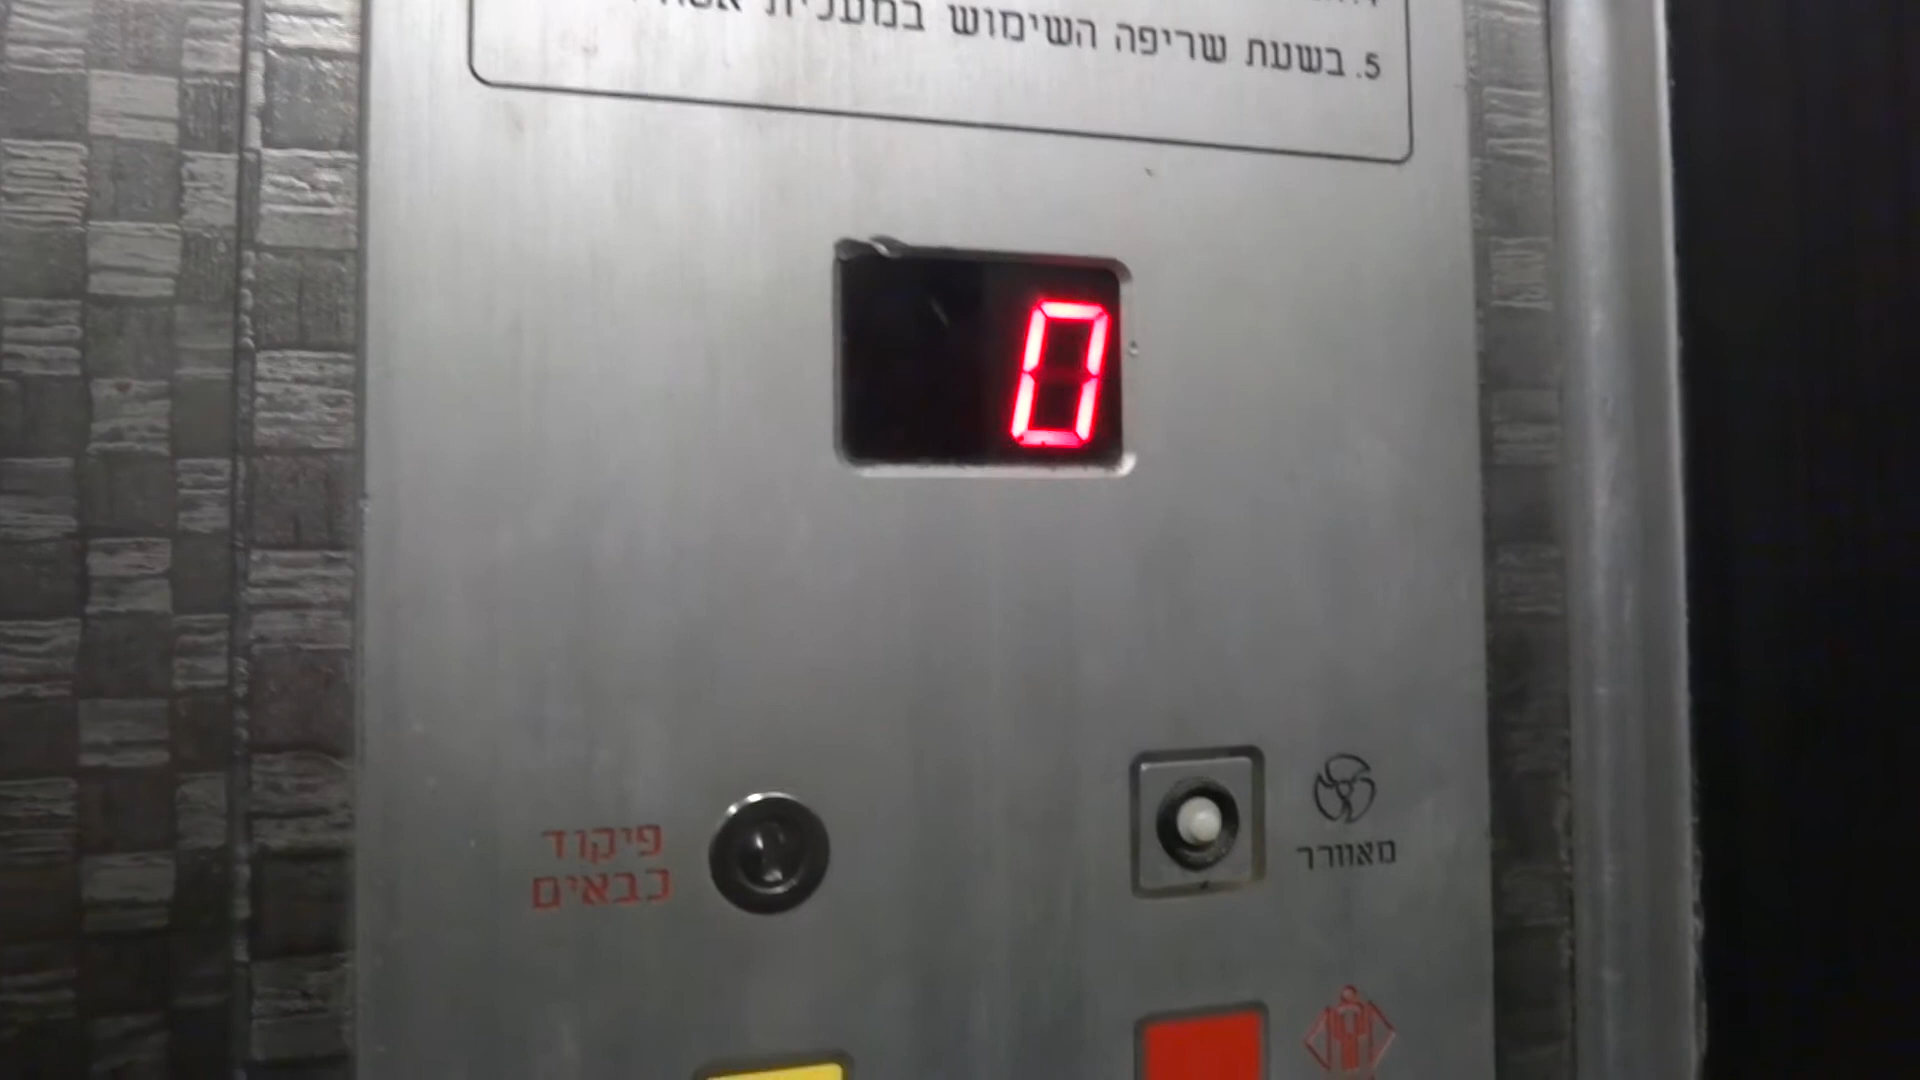 5. בשעת שריפה השימוש במעלית
0
פיקוד
כבאים
מאוורר